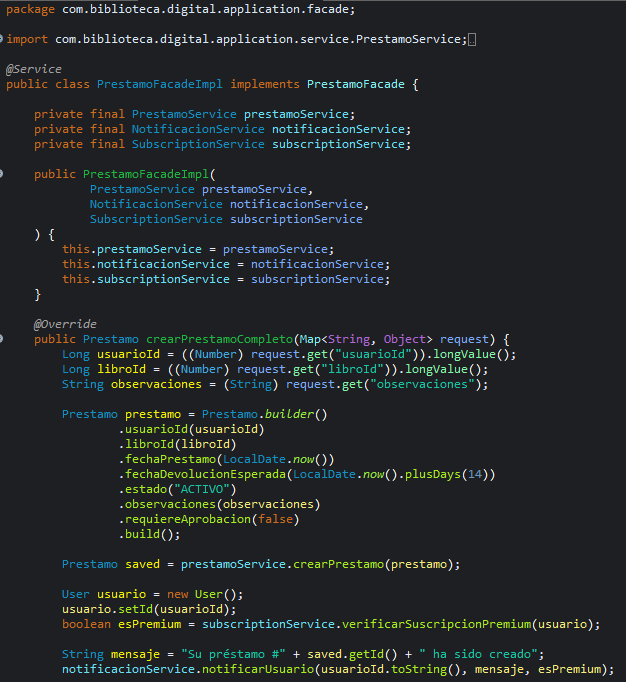 package com.biblioteca.digital.application.facade;
import com.biblioteca.digital.application.service.PrestamoService;
@Service
public class PrestamoFacadeImpl implements PrestamoFacade {
private final PrestamoService prestamoService;
private final NotificacionService notificacionService;
private final SubscriptionService subscriptionService;
public PrestamoFacadeImpl(
PrestamoService prestamoService,
NotificacionService notificacionService,
SubscriptionService subscriptionService
) {
this.prestamoService = prestamoService;
this.notificacionService = notificacionService;
this.subscriptionService = subscriptionService;
}
@Override
public Prestamo crearPrestamoCompleto(Map<String, Object> request) {
Long usuarioId = ((Number) request.get("usuarioId")).longValue();
Long libroId = ((Number) request.get("libroId")).longValue();
String observaciones = (String) request.get("observaciones");
Prestamo prestamo = Prestamo.builder()
.usuarioId(usuarioId)
.libroId(libroId)
.fechaPrestamo(LocalDate.now())
.fechaDevolucionEsperada(LocalDate.now().plusDays(14))
.estado("ACTIVO")
.observaciones(observaciones)
.requiereAprobacion(false)
.build();
Prestamo saved = prestamoService.crearPrestamo(prestamo);
User usuario = new User();
usuario.setId(usuarioId);
boolean esPremium = subscriptionService.verificarSuscripcionPremium(usuario);
String mensaje = "Su préstamo #" + saved.getId() + " ha sido creado";
notificacionService.notificarUsuario(usuarioId.toString(), mensaje, esPremium);